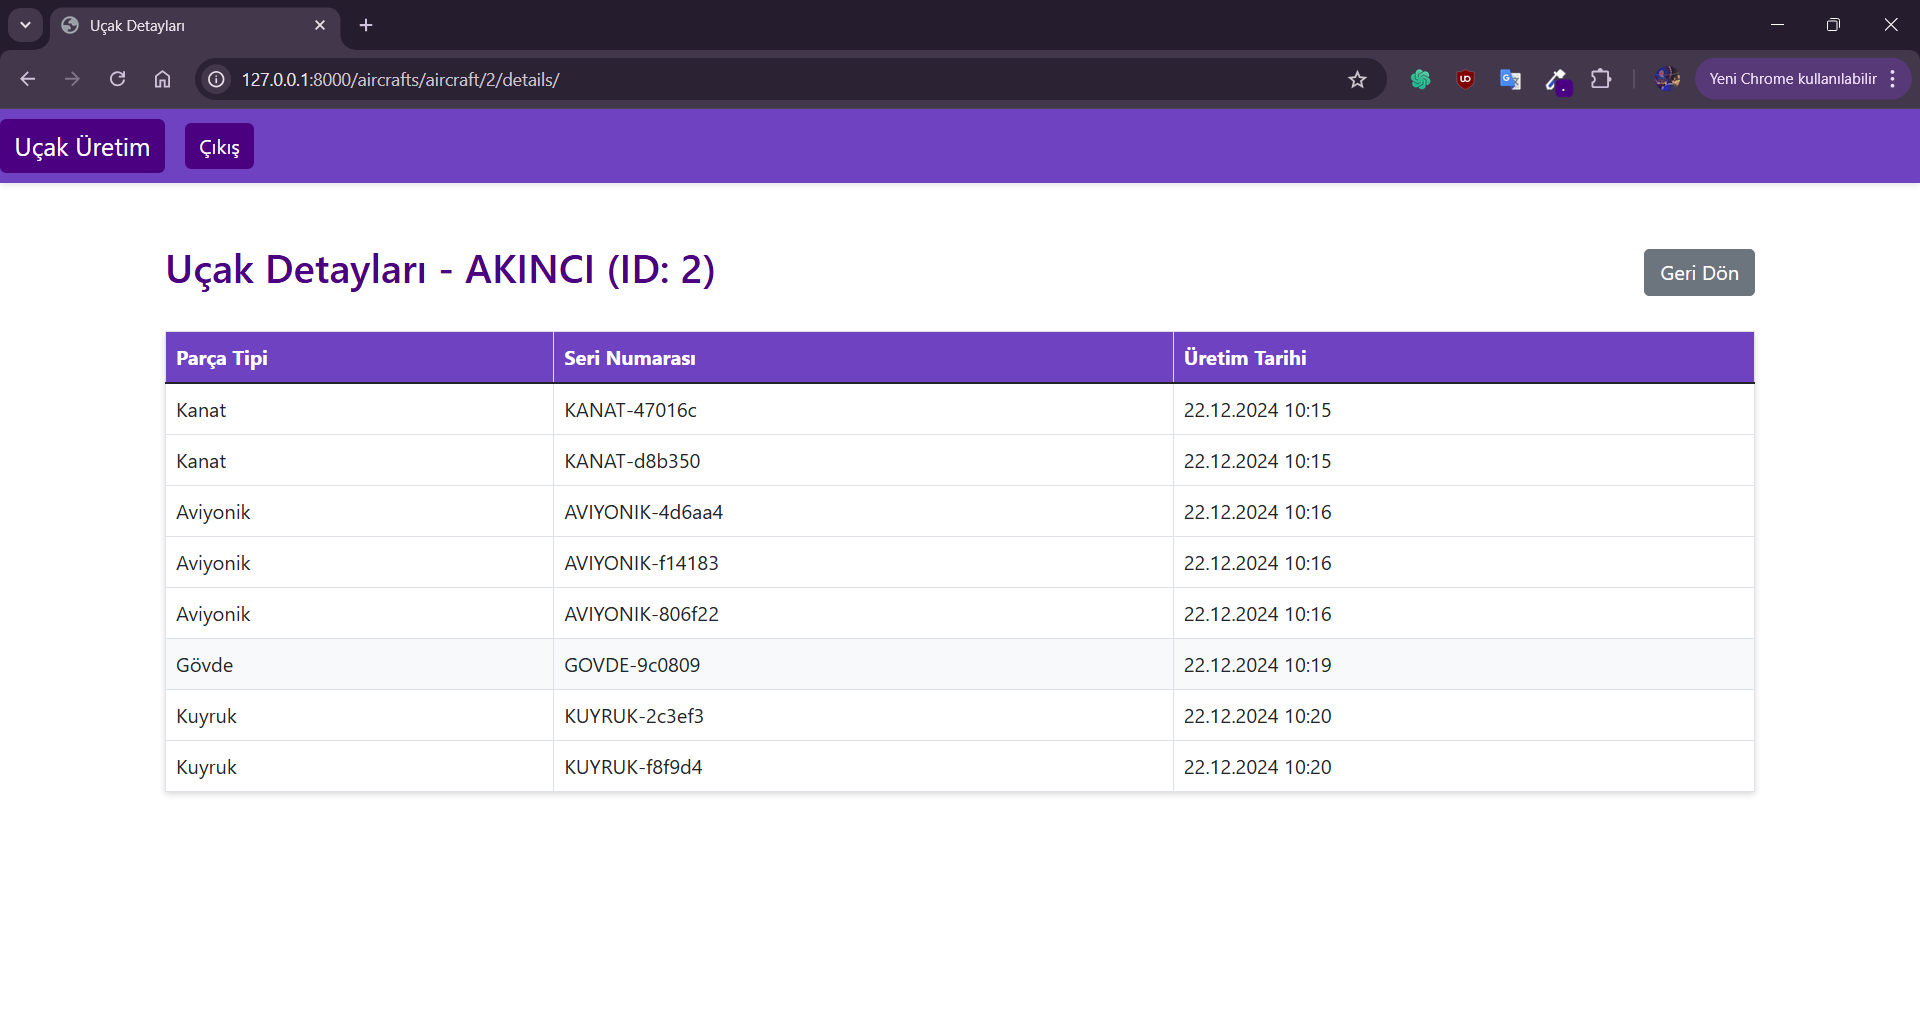 Uçak Detayları
127.0.0.1:8000/aircrafts/aircraft/2/details/
Yeni Chrome kullanılabilir
Uçak Üretim Çıkış
Uçak Detayları - AKINCI (ID: 2) Geri Dön
Parça Tipi Seri Numarası Üretim Tarihi
Kanat KANAT-47016c 22.12.2024 10:15
Kanat KANAT-d8b350 22.12.2024 10:15
Aviyonik AVIYONIK-4d6aa4 22.12.2024 10:16
Aviyonik AVIYONIK-f14183 22.12.2024 10:16
Aviyonik AVIYONIK-806f22 22.12.2024 10:16
Gövde GOVDE-9c0809 22.12.2024 10:19
Kuyruk KUYRUK-2c3ef3 22.12.2024 10:20
Kuyruk KUYRUK-f8f9d4 22.12.2024 10:20